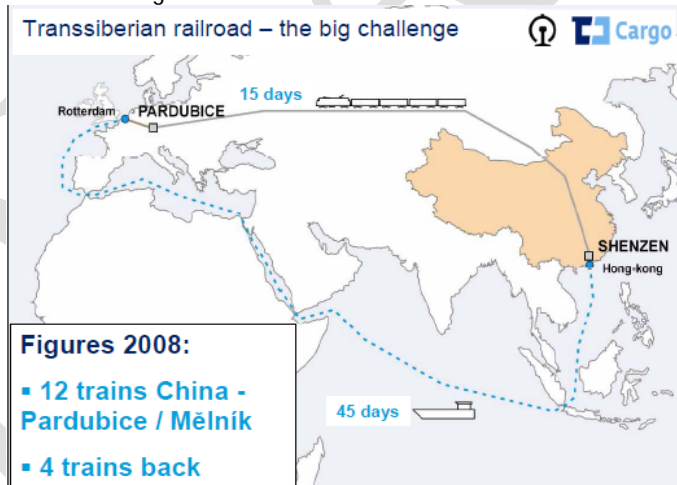 Transsiberian railroad – the big challenge
Cargo
15 days
Rotterdam
PARDUBICE
SHENZEN
Hong-kong
45 days
Figures 2008:
▪ 12 trains China -
Pardubice / Mělník
▪ 4 trains back